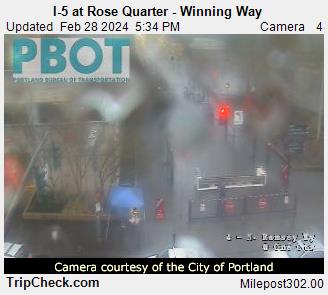 I-5 at Rose Quarter - Winning Way
Updated Feb 28 2024 5:34 PM Camera 4
PBOT
PORTLAND BUREAU OF TRANSPORTATION
Camera courtesy of the City of Portland
TripCheck.com Milepost302.00